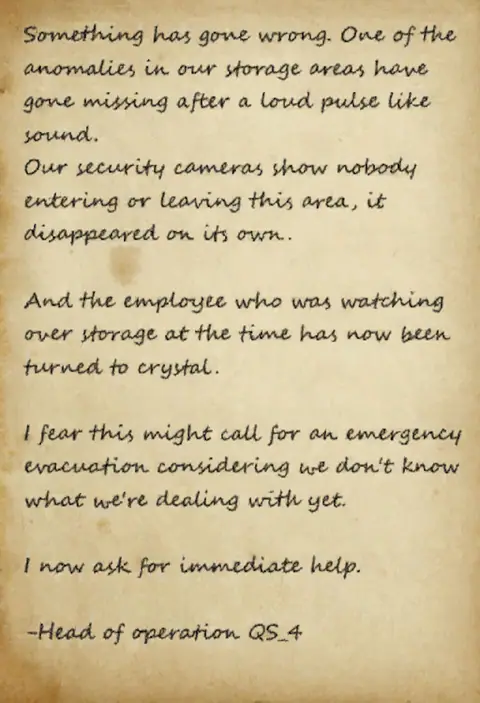 Something has gone wrong. One of the
anomalies in our storage areas have
gone missing after a loud pulse like
sound.
Our security cameras show nobody
entering or leaving this area, it
disappeared on its own.
And the employee who was watching
over storage at the time has now been
turned to crystal.
I fear this might call for an emergency
evacuation considering we don't know
what we're dealing with yet.
I now ask for immediate help.
-Head of operation QS_4